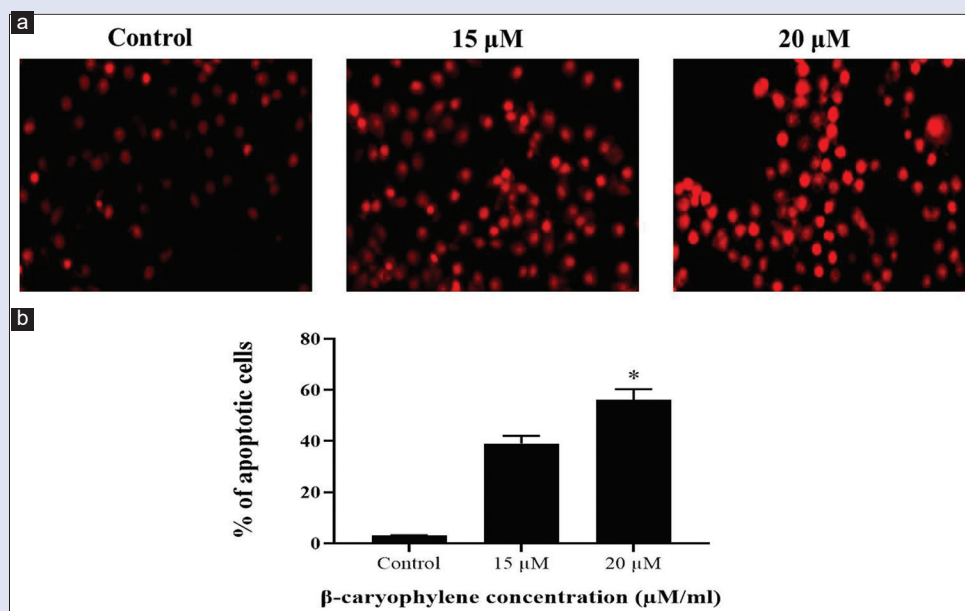 a
Control
15 µM
20 µM
b
% of apoptotic cells
80
60
40
20
0
*
Control
15 µM
20 µM
β-caryophylene concentration (µM/ml)